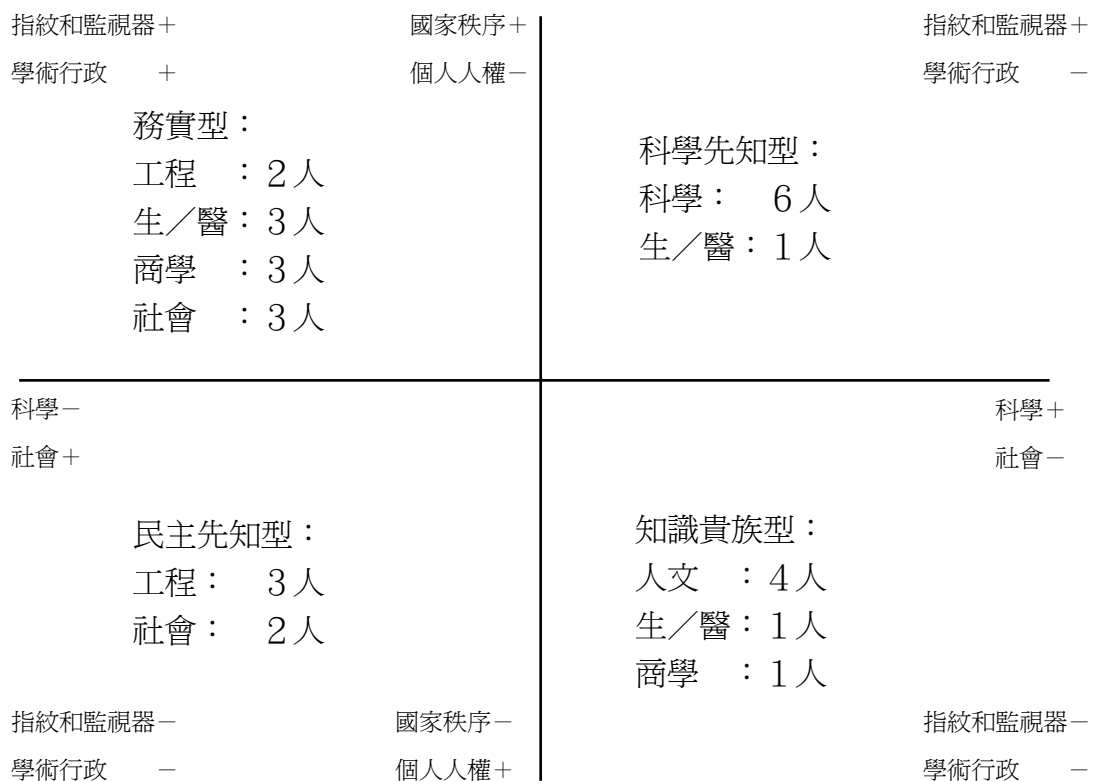 指紋和監視器＋　國家秩序＋　指紋和監視器＋
學術行政　＋　個人人權－　學術行政　－
務實型：
工程　：２人
生／醫：３人
商學　：３人
社會　：３人
科學先知型：
科學：　６人
生／醫：１人
科學－　科學＋
社會＋　社會－
民主先知型：
工程：　３人
社會：　２人
知識貴族型：
人文　：４人
生／醫：１人
商學　：１人
指紋和監視器－　國家秩序－　指紋和監視器－
學術行政　－　個人人權＋　學術行政　－